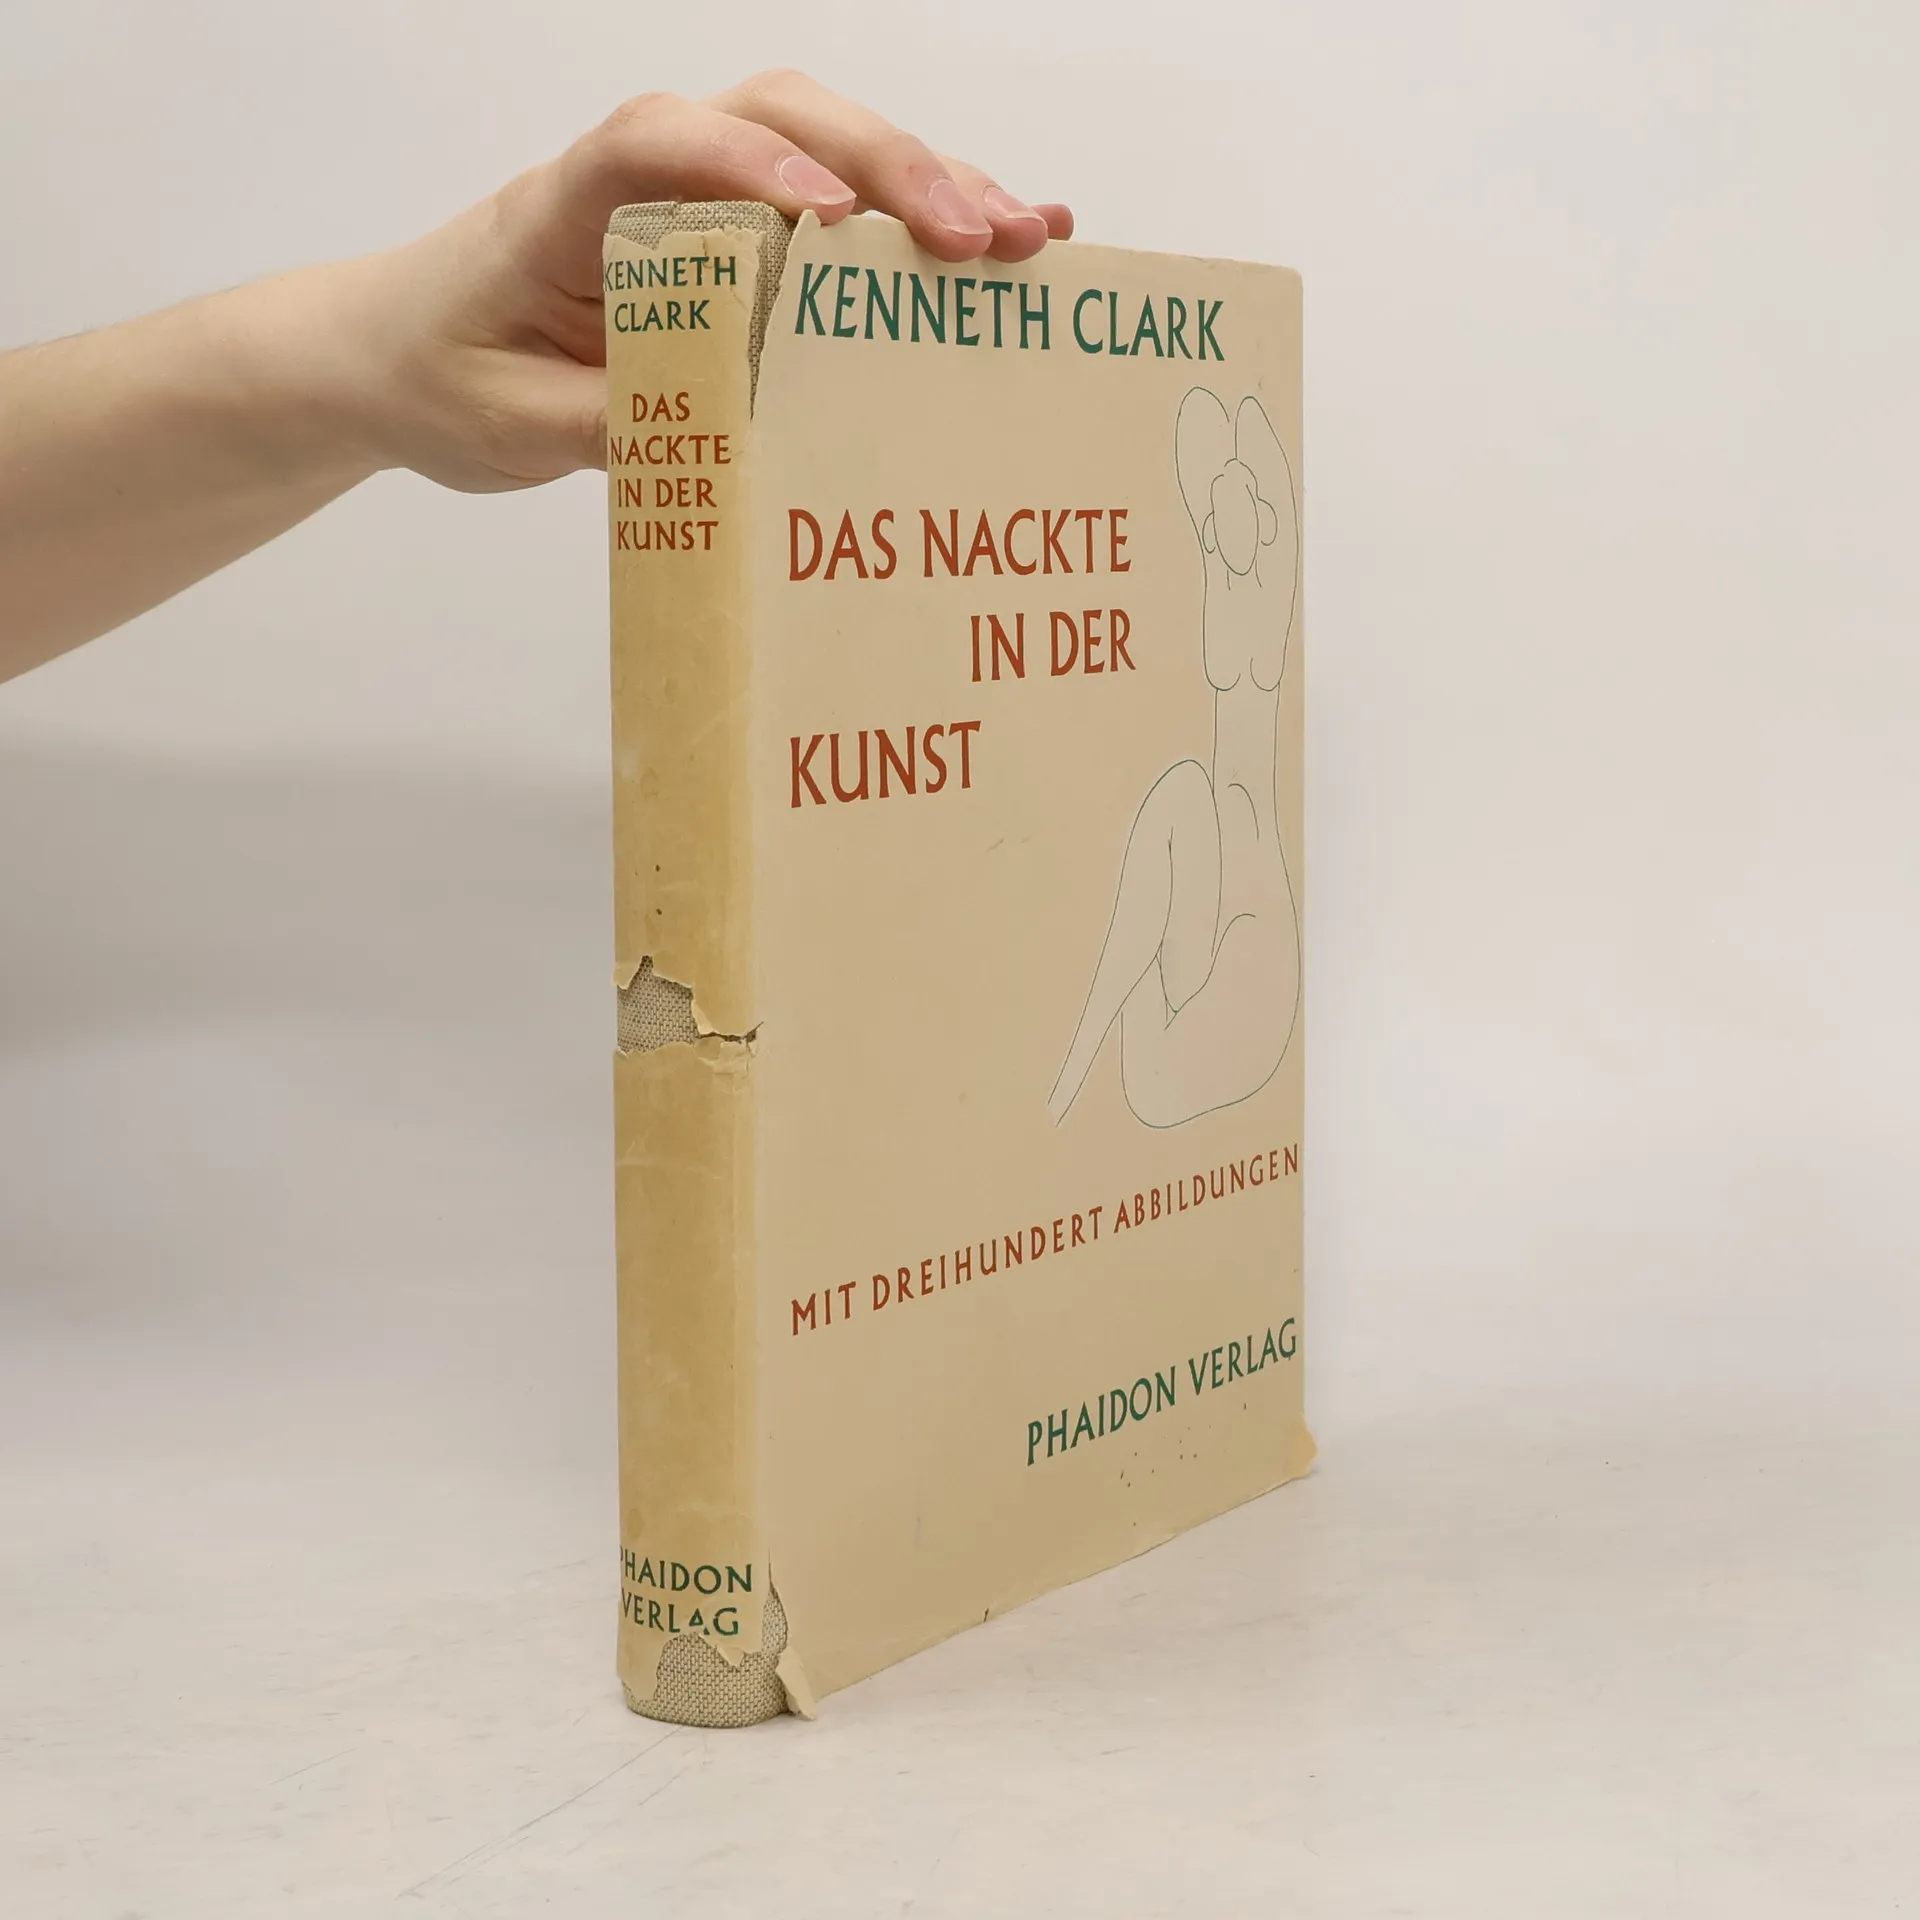 KENNETH
CLARK
DAS
NACKTE
IN DER
KUNST
PHAIDON
VERLAG
KENNETH CLARK
DAS NACKTE
IN DER
KUNST
MIT DREIHUNDERT ABBILDUNGEN
PHAIDON VERLAG